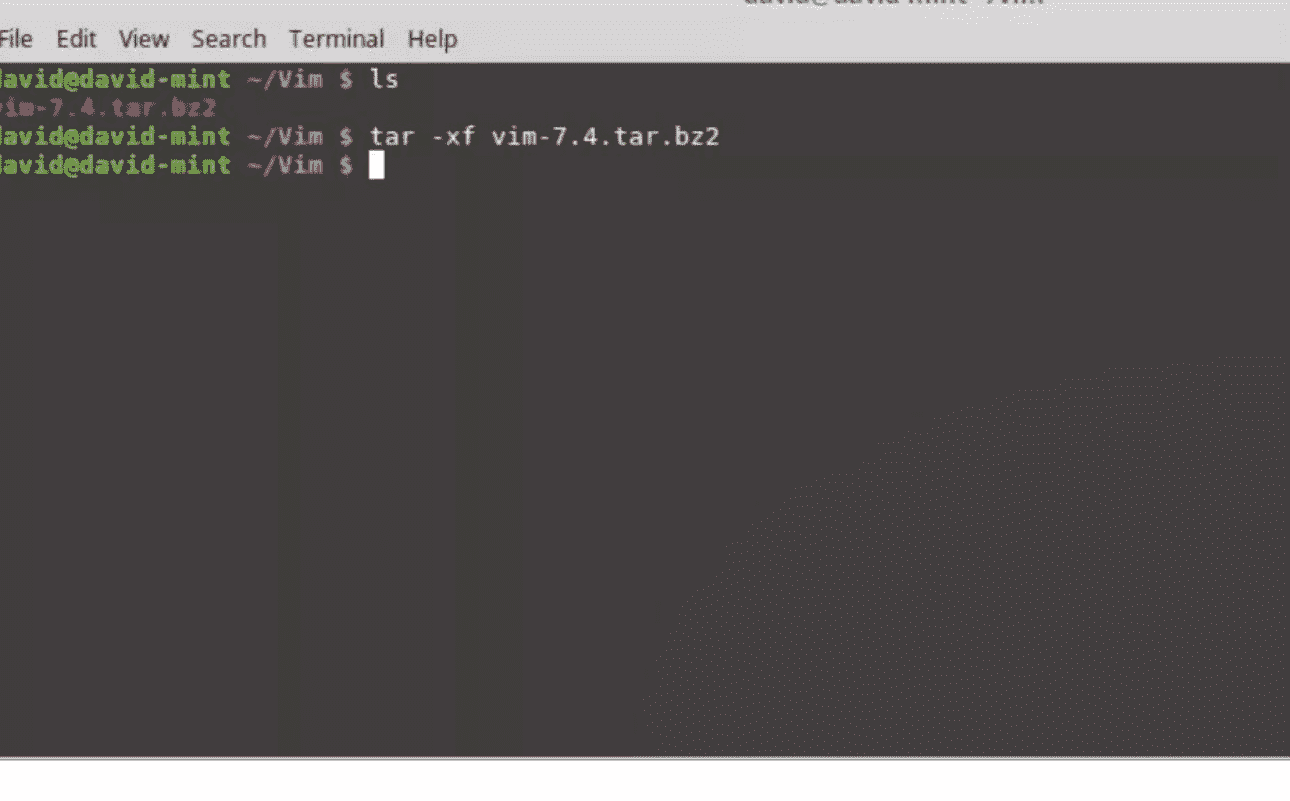 File Edit View Search Terminal Help
david@david-mint ~/Vim $ ls
vim-7.4.tar.bz2
david@david-mint ~/Vim $ tar -xf vim-7.4.tar.bz2
david@david-mint ~/Vim $